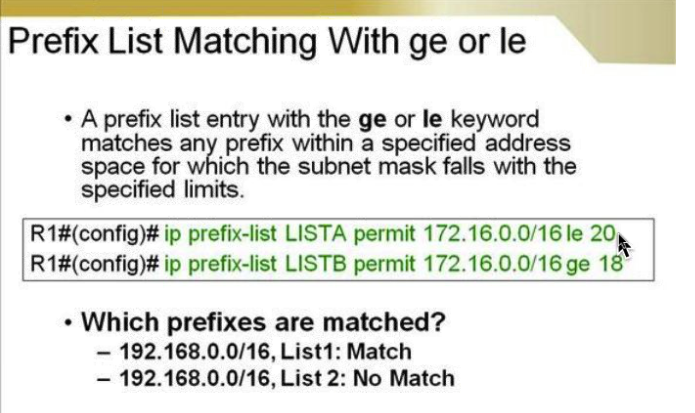 Prefix List Matching With ge or le
• A prefix list entry with the ge or le keyword
matches any prefix within a specified address
space for which the subnet mask falls with the
specified limits.
R1#(config)# ip prefix-list LISTA permit 172.16.0.0/16 le 20
R1#(config)# ip prefix-list LISTB permit 172.16.0.0/16 ge 18
• Which prefixes are matched?
– 192.168.0.0/16, List1: Match
– 192.168.0.0/16, List 2: No Match